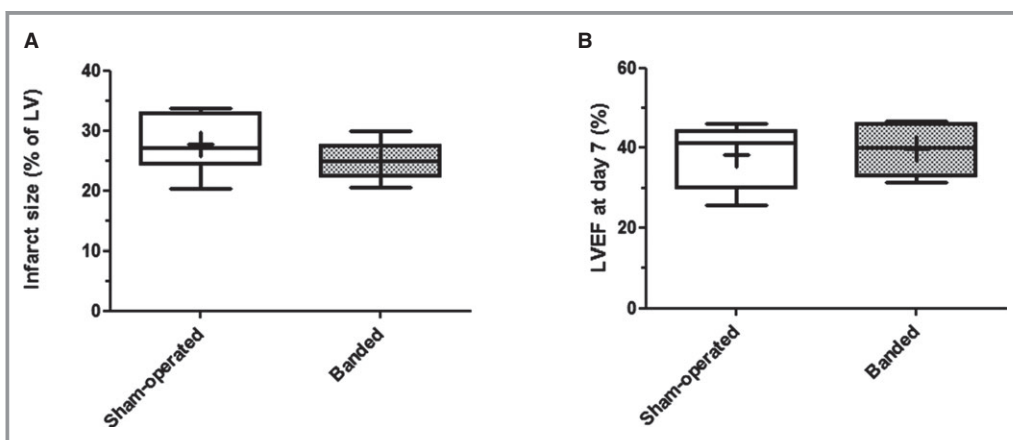 A
Infarct size (% of LV)
40
30
20
10
0
Sham-operated
Banded
B
LVEF at day 7 (%)
60
40
20
0
Sham-operated
Banded